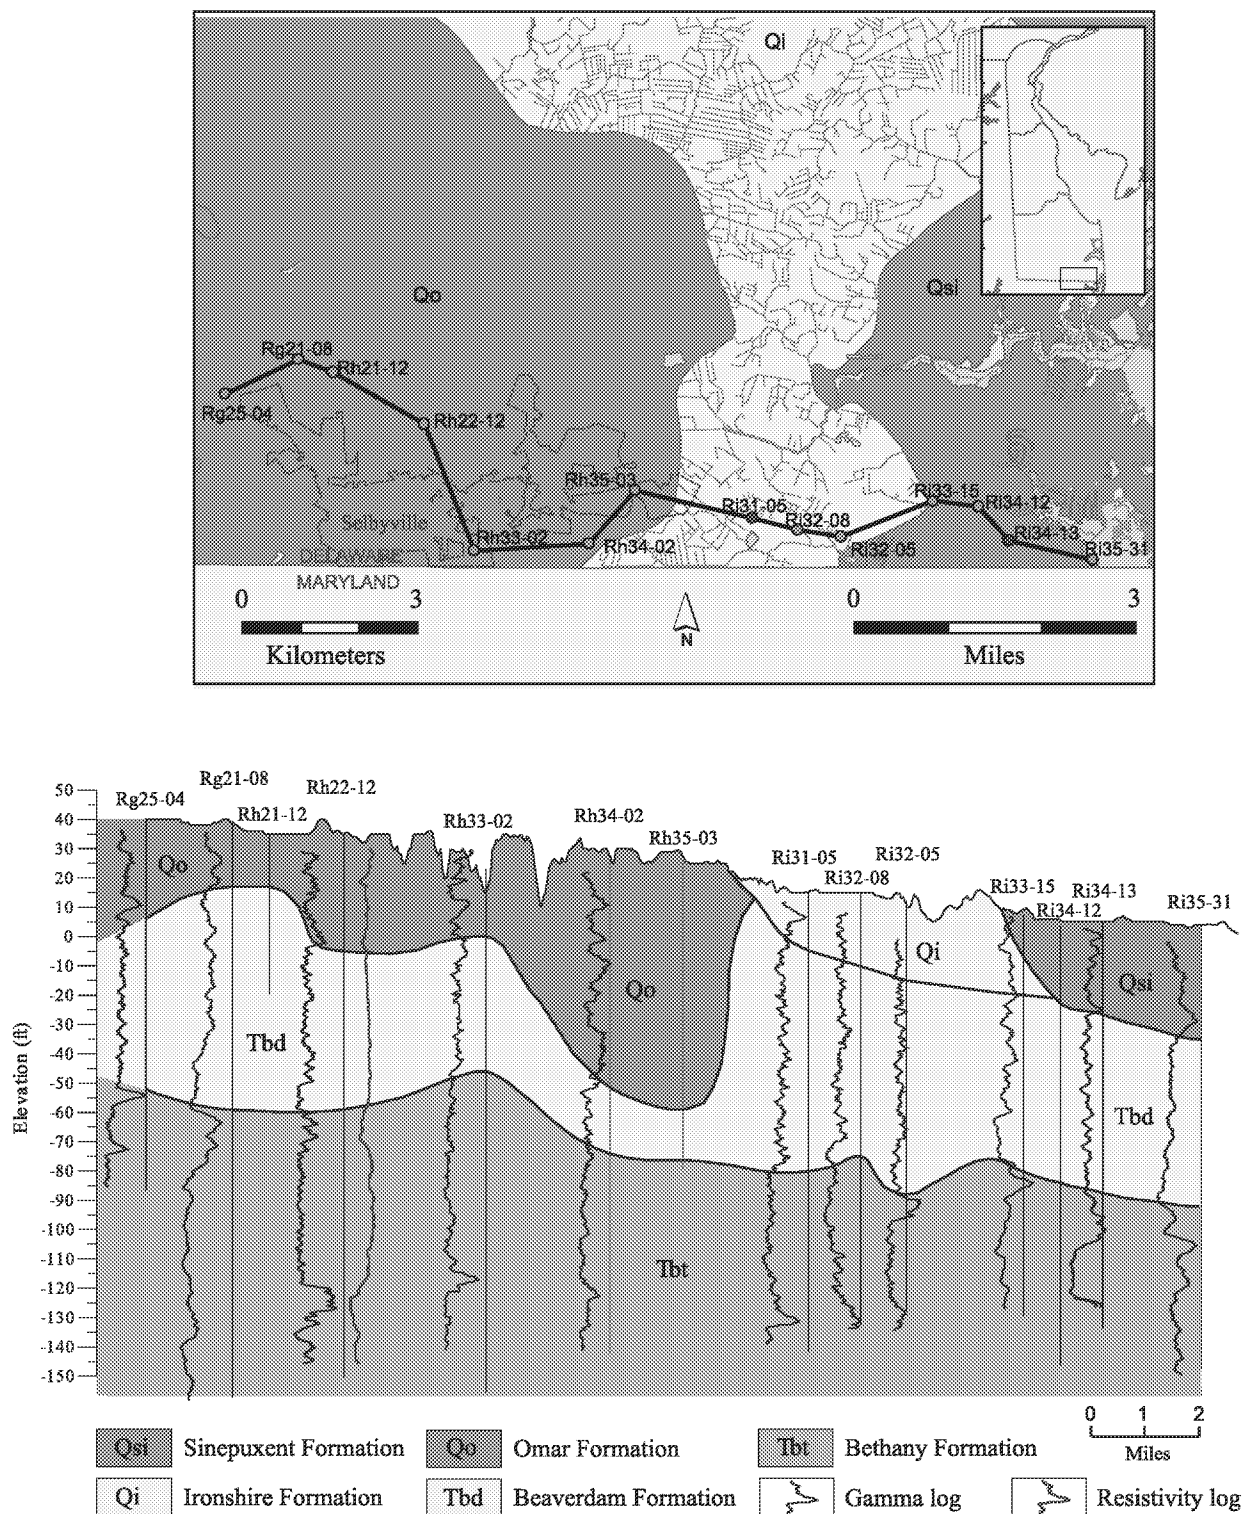 Qi
Qo
Qsi
Rg21-08
Rh21-12
Rg25-04
Rh22-12
Rh35-03
Selbyville
Rh33-02
Rh34-02
Ri31-05
Ri32-08
Ri32-05
Ri33-15
Ri34-12
Ri34-13
Ri35-31
DELAWARE
MARYLAND
0 3
Kilometers
N
0 3
Miles
Rg25-04
Rg21-08
Rh21-12
Rh22-12
Rh33-02
Rh34-02
Rh35-03
Ri31-05
Ri32-08
Ri32-05
Ri33-15
Ri34-12
Ri34-13
Ri35-31
Elevation (ft)
50
40
30
20
10
0
-10
-20
-30
-40
-50
-60
-70
-80
-90
-100
-110
-120
-130
-140
-150
Qo
Tbd
Qo
Qi
Qsi
Tbd
Tbt
0 1 2
Miles
Qsi Sinepuxent Formation Qo Omar Formation Tbt Bethany Formation
Qi Ironshire Formation Tbd Beaverdam Formation Gamma log Resistivity log